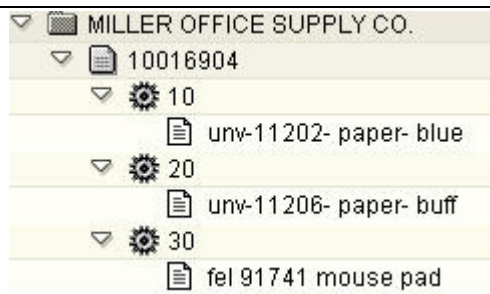 MILLER OFFICE SUPPLY CO.
10016904
10
unv-11202- paper- blue
20
unv-11206- paper- buff
30
fel 91741 mouse pad